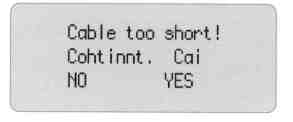 Cable too short!
Cohtinnt. Cai
NO YES